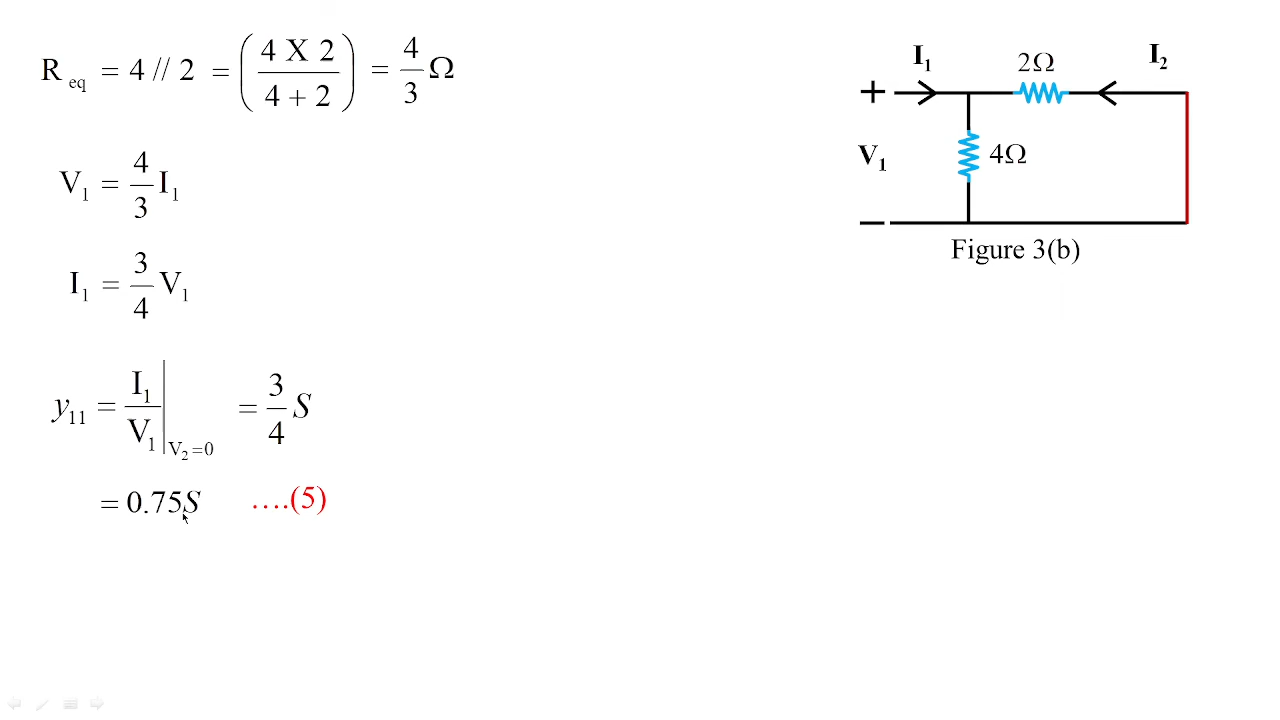 R eq = 4 // 2 = (4 X 2 / 4 + 2) = 4/3 Ω
V₁ = 4/3 I₁
I₁ = 3/4 V₁
y₁₁ = I₁/V₁ |V₂=0 = 3/4 S
= 0.75S ....(5)
I₁ 2Ω I₂
+
V₁ 4Ω
−
Figure 3(b)